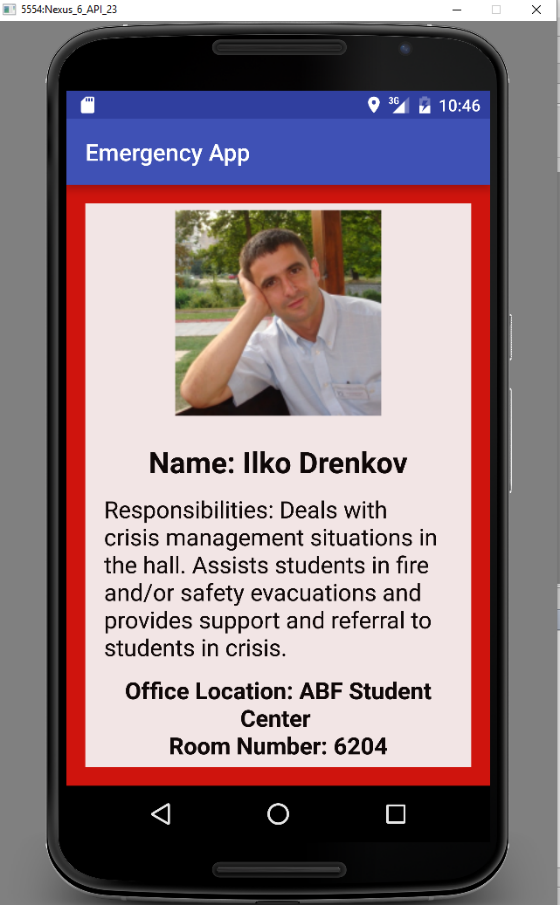 5554:Nexus_6_API_23
3G 10:46
Emergency App
Name: Ilko Drenkov
Responsibilities: Deals with
crisis management situations in
the hall. Assists students in fire
and/or safety evacuations and
provides support and referral to
students in crisis.
Office Location: ABF Student
Center
Room Number: 6204